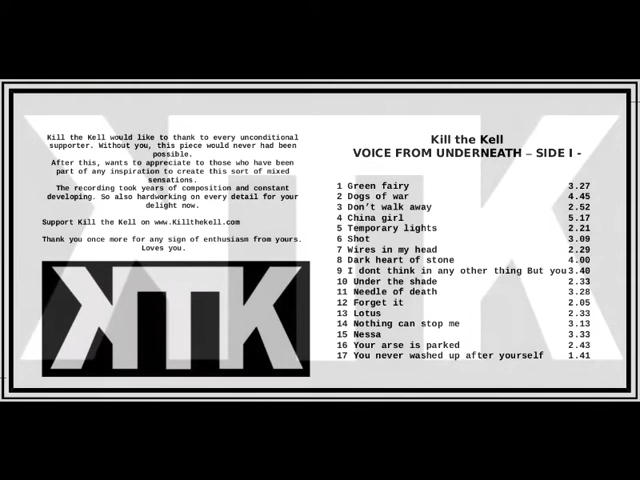 Kill the Kell would like to thank to every unconditional
supporter. Without you, this piece would never had been
possible.
After this, wants to appreciate to those who have been
part of any inspiration to create this sort of mixed
sensations.
The recording took years of composition and constant
developing. So also hardworking on every detail for your
delight now.
Support Kill the Kell on www.Killthekell.com
Thank you once more for any sign of enthusiasm from yours.
Loves you.
KTK
Kill the Kell
VOICE FROM UNDERNEATH – SIDE I -
1 Green fairy 3.27
2 Dogs of war 4.45
3 Don't walk away 2.52
4 China girl 5.17
5 Temporary lights 2.21
6 Shot 3.09
7 Wires in my head 2.29
8 Dark heart of stone 4.00
9 I dont think in any other thing But you 3.40
10 Under the shade 2.33
11 Needle of death 3.28
12 Forget it 2.05
13 Lotus 2.33
14 Nothing can stop me 3.13
15 Nessa 3.33
16 Your arse is parked 2.43
17 You never washed up after yourself 1.41
KTK